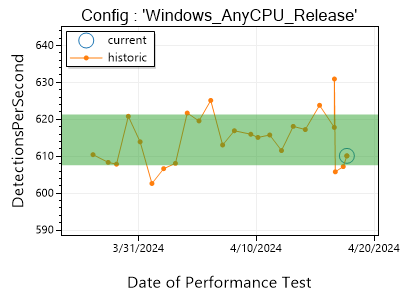 Config : 'Windows_AnyCPU_Release'
current
historic
DetectionsPerSecond
640
630
620
610
600
590
3/31/2024
4/10/2024
4/20/2024
Date of Performance Test